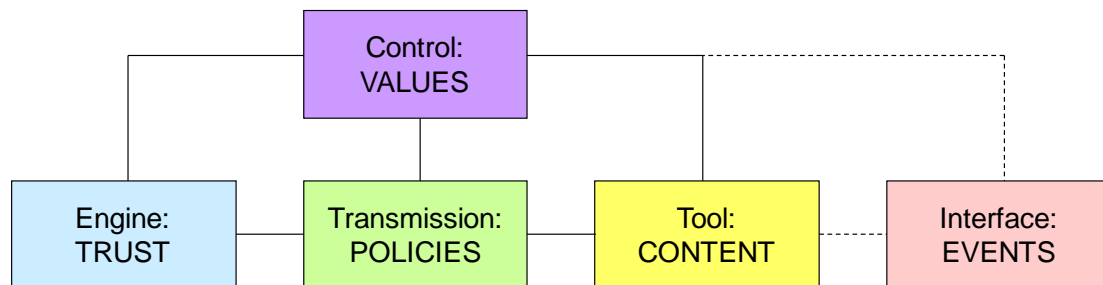 Control:
VALUES
Engine:
TRUST
Transmission:
POLICIES
Tool:
CONTENT
Interface:
EVENTS